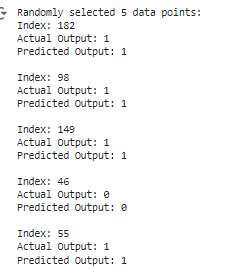 Randomly selected 5 data points:
Index: 182
Actual Output: 1
Predicted Output: 1
Index: 98
Actual Output: 1
Predicted Output: 1
Index: 149
Actual Output: 1
Predicted Output: 1
Index: 46
Actual Output: 0
Predicted Output: 0
Index: 55
Actual Output: 1
Predicted Output: 1